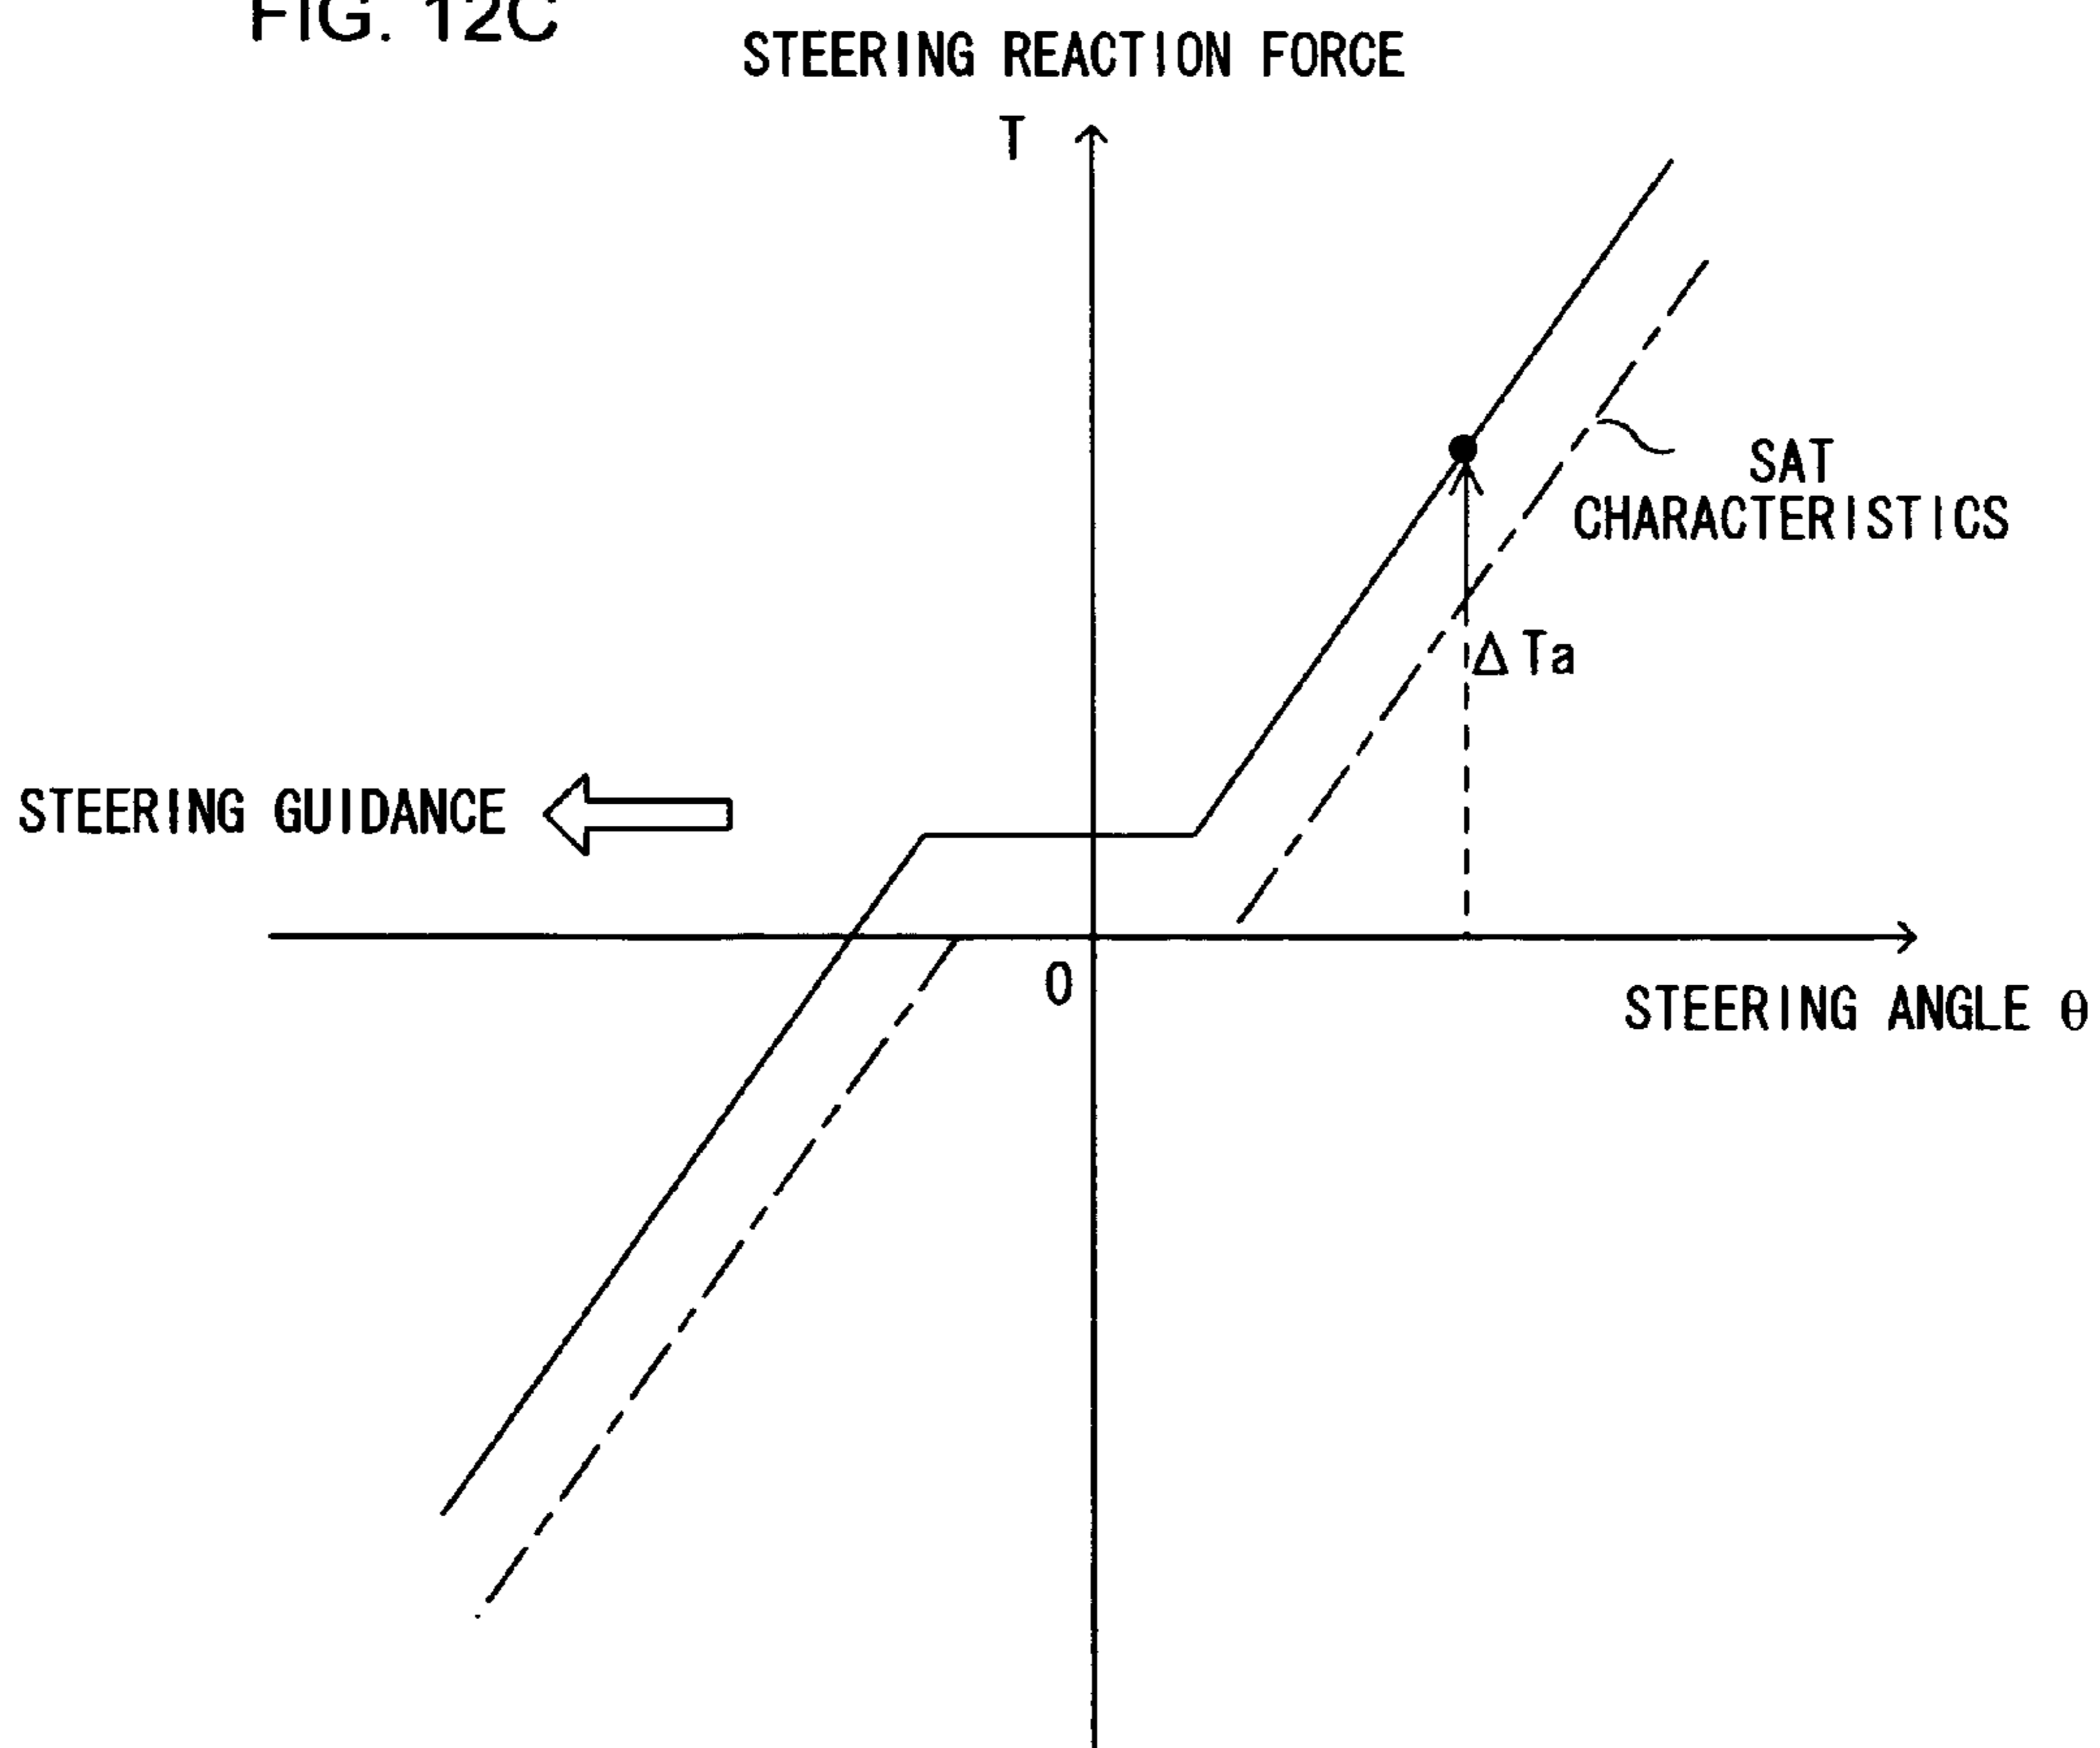 FIG. 12C
STEERING REACTION FORCE
T
SAT
CHARACTERISTICS
ΔTa
STEERING GUIDANCE
0
STEERING ANGLE θ